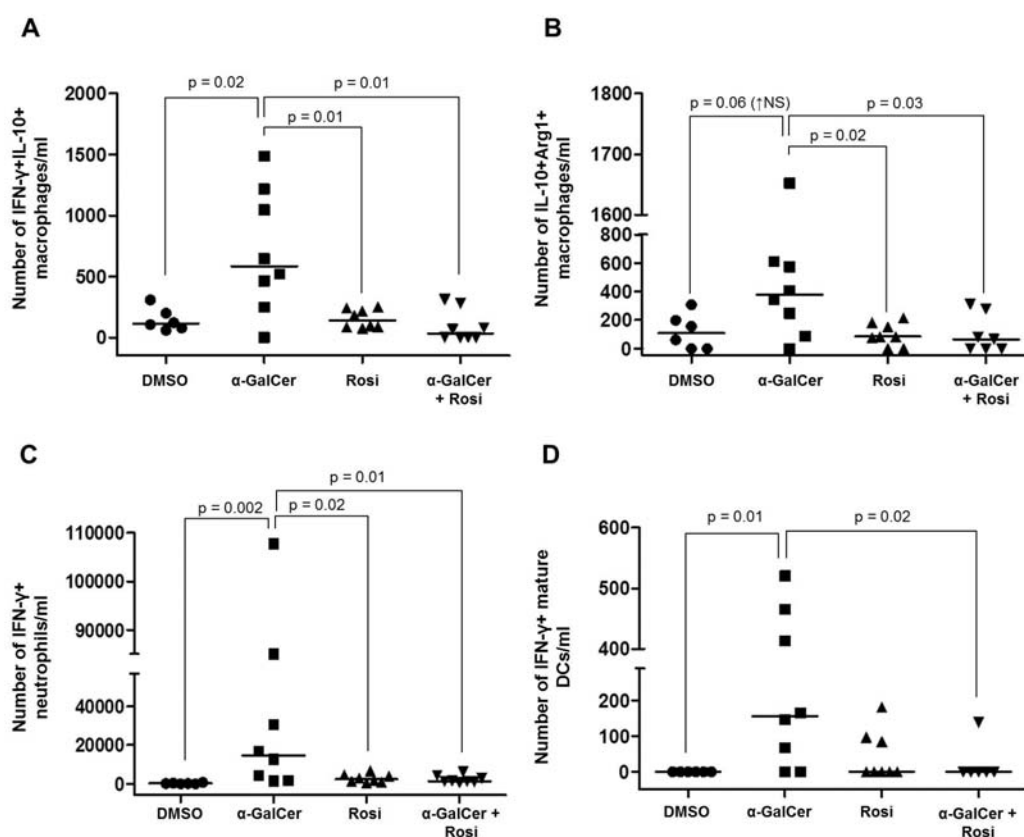 A
Number of IFN-γ+IL-10+
macrophages/ml
2000
1500
1000
500
0
p = 0.02
p = 0.01
p = 0.01
DMSO
α-GalCer
Rosi
α-GalCer
+ Rosi
B
Number of IL-10+Arg1+
macrophages/ml
1800
1700
1600
800
600
400
200
0
p = 0.06 (↑NS)
p = 0.03
p = 0.02
DMSO
α-GalCer
Rosi
α-GalCer
+ Rosi
C
Number of IFN-γ+
neutrophils/ml
110000
100000
90000
40000
20000
0
p = 0.01
p = 0.002
p = 0.02
DMSO
α-GalCer
Rosi
α-GalCer +
Rosi
D
Number of IFN-γ+ mature
DCs/ml
600
500
400
200
100
0
p = 0.01
p = 0.02
DMSO
α-GalCer
Rosi
α-GalCer +
Rosi